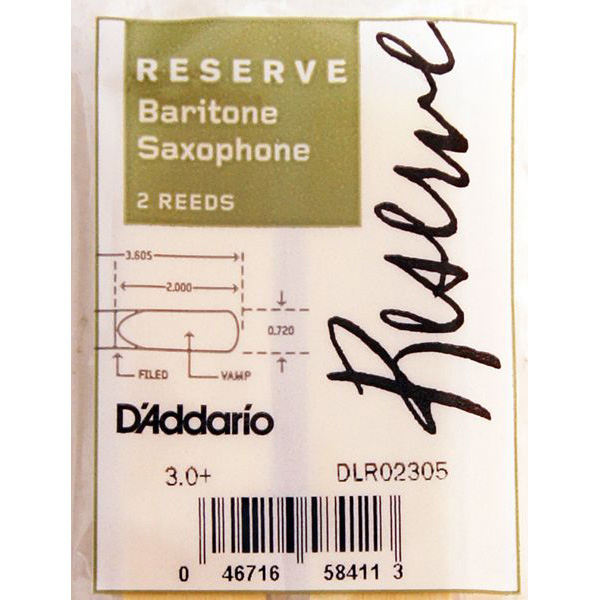 RESERVE
Baritone
Saxophone
2 REEDS
Reserve
3.605
2.000
0.720
FILED
VAMP
D'Addario
3.0+
DLR02305
0 46716 58411 3